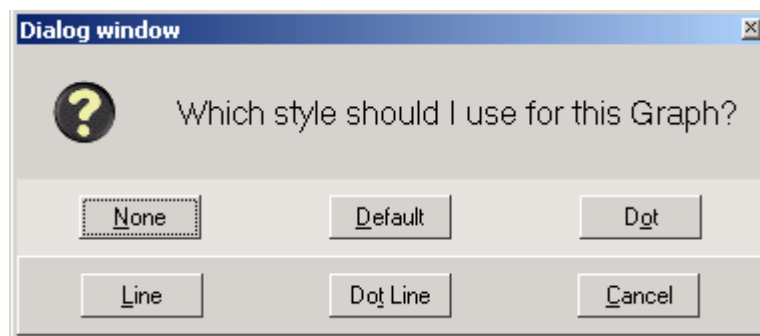 Dialog window
Which style should I use for this Graph?
None Default Dot
Line Dot Line Cancel